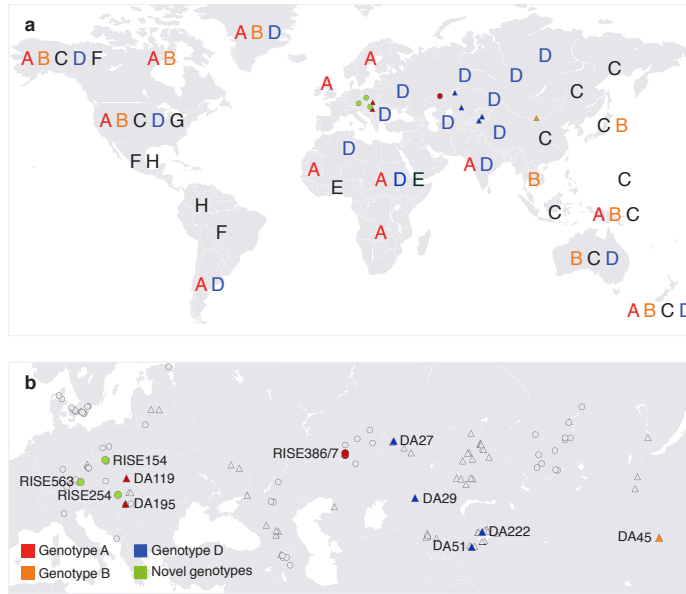 a
A B D
A B C D F
A B
A
A
D
D
D
D
D
D
D
D
C
C
C
C B
A B C D G
F H
D
A
E
A D E
A D
B
C
C
A B C
H
F
A
A D
B C D
A B C D
b
RISE154
RISE563
DA119
RISE254
DA195
RISE386/7
DA27
DA29
DA222
DA51
DA45
Genotype A
Genotype D
Genotype B
Novel genotypes